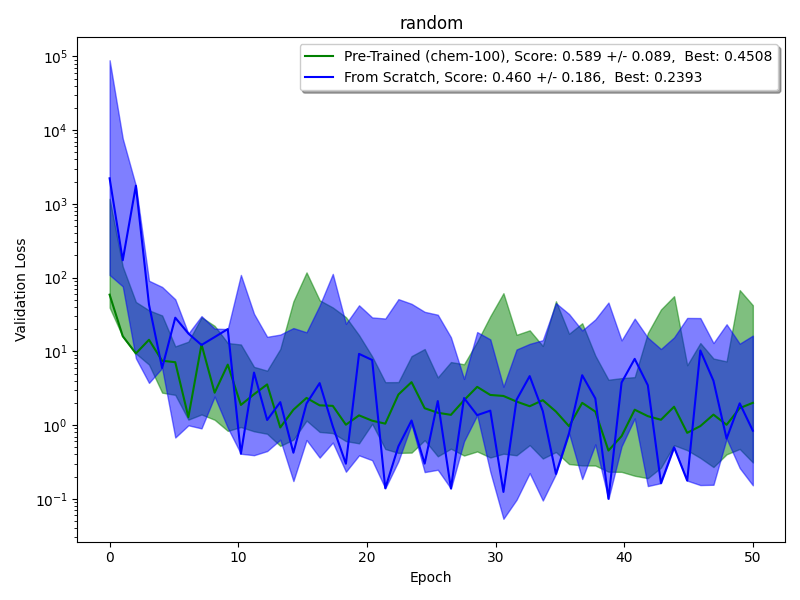 random
Pre-Trained (chem-100), Score: 0.589 +/- 0.089,  Best: 0.4508
From Scratch, Score: 0.460 +/- 0.186,  Best: 0.2393
Validation Loss
10^5
10^4
10^3
10^2
10^1
10^0
10^-1
0 10 20 30 40 50
Epoch